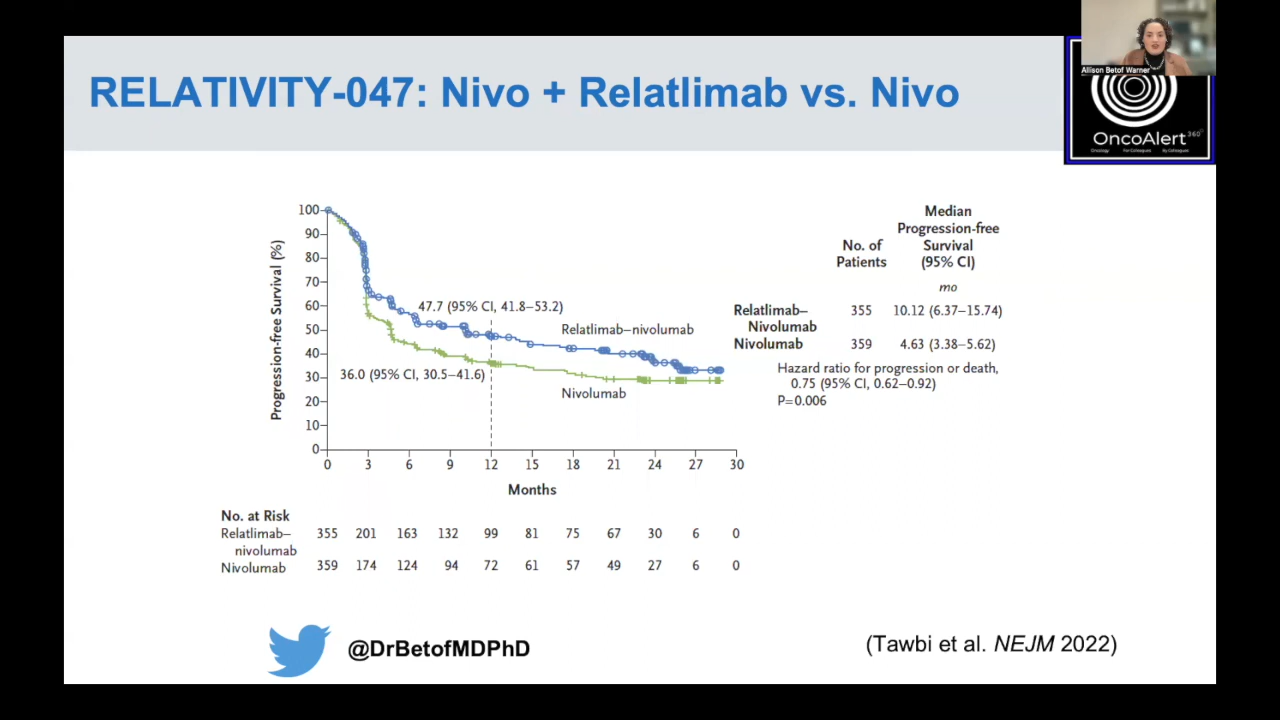 Allison Betof Warner
RELATIVITY-047: Nivo + Relatlimab vs. Nivo
OncoAlert 360°
Oncology For Colleagues By Colleagues
Progression-free Survival (%)
100
90
80
70
60
50
40
30
20
10
0
47.7 (95% CI, 41.8–53.2)
Relatlimab–nivolumab
36.0 (95% CI, 30.5–41.6)
Nivolumab
0 3 6 9 12 15 18 21 24 27 30
Months
Median
Progression-free
No. of Survival
Patients (95% CI)
mo
Relatlimab– 355 10.12 (6.37–15.74)
Nivolumab
Nivolumab 359 4.63 (3.38–5.62)
Hazard ratio for progression or death,
0.75 (95% CI, 0.62–0.92)
P=0.006
No. at Risk
Relatlimab– 355 201 163 132 99 81 75 67 30 6 0
nivolumab
Nivolumab 359 174 124 94 72 61 57 49 27 6 0
@DrBetofMDPhD
(Tawbi et al. NEJM 2022)